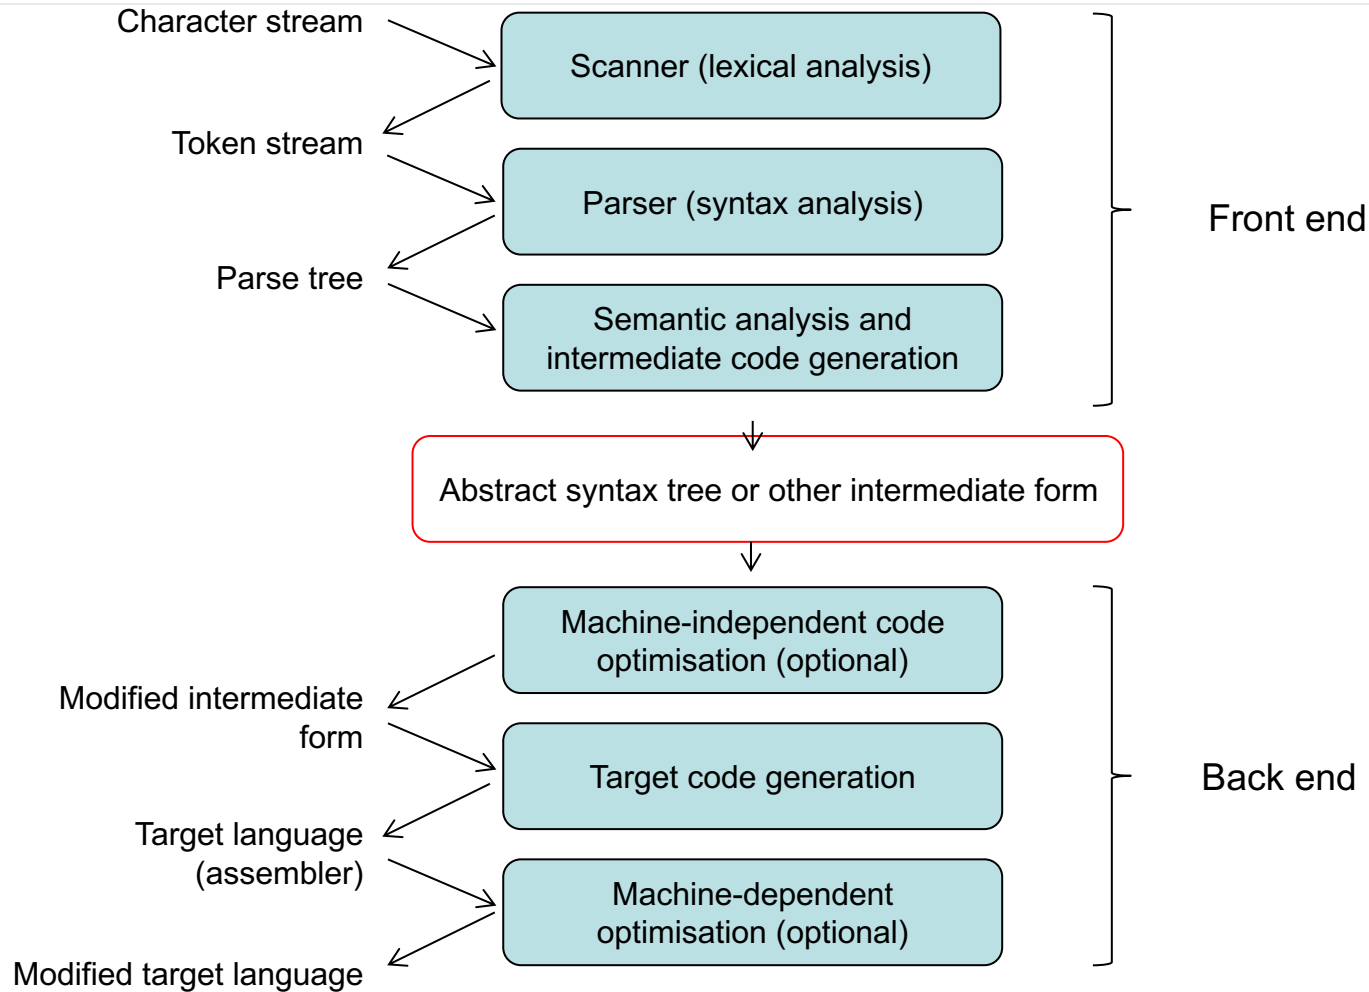 Character stream
Scanner (lexical analysis)
Token stream
Parser (syntax analysis)
Front end
Parse tree
Semantic analysis and
intermediate code generation
Abstract syntax tree or other intermediate form
Machine-independent code
optimisation (optional)
Modified intermediate
form
Target code generation
Back end
Target language
(assembler)
Machine-dependent
optimisation (optional)
Modified target language